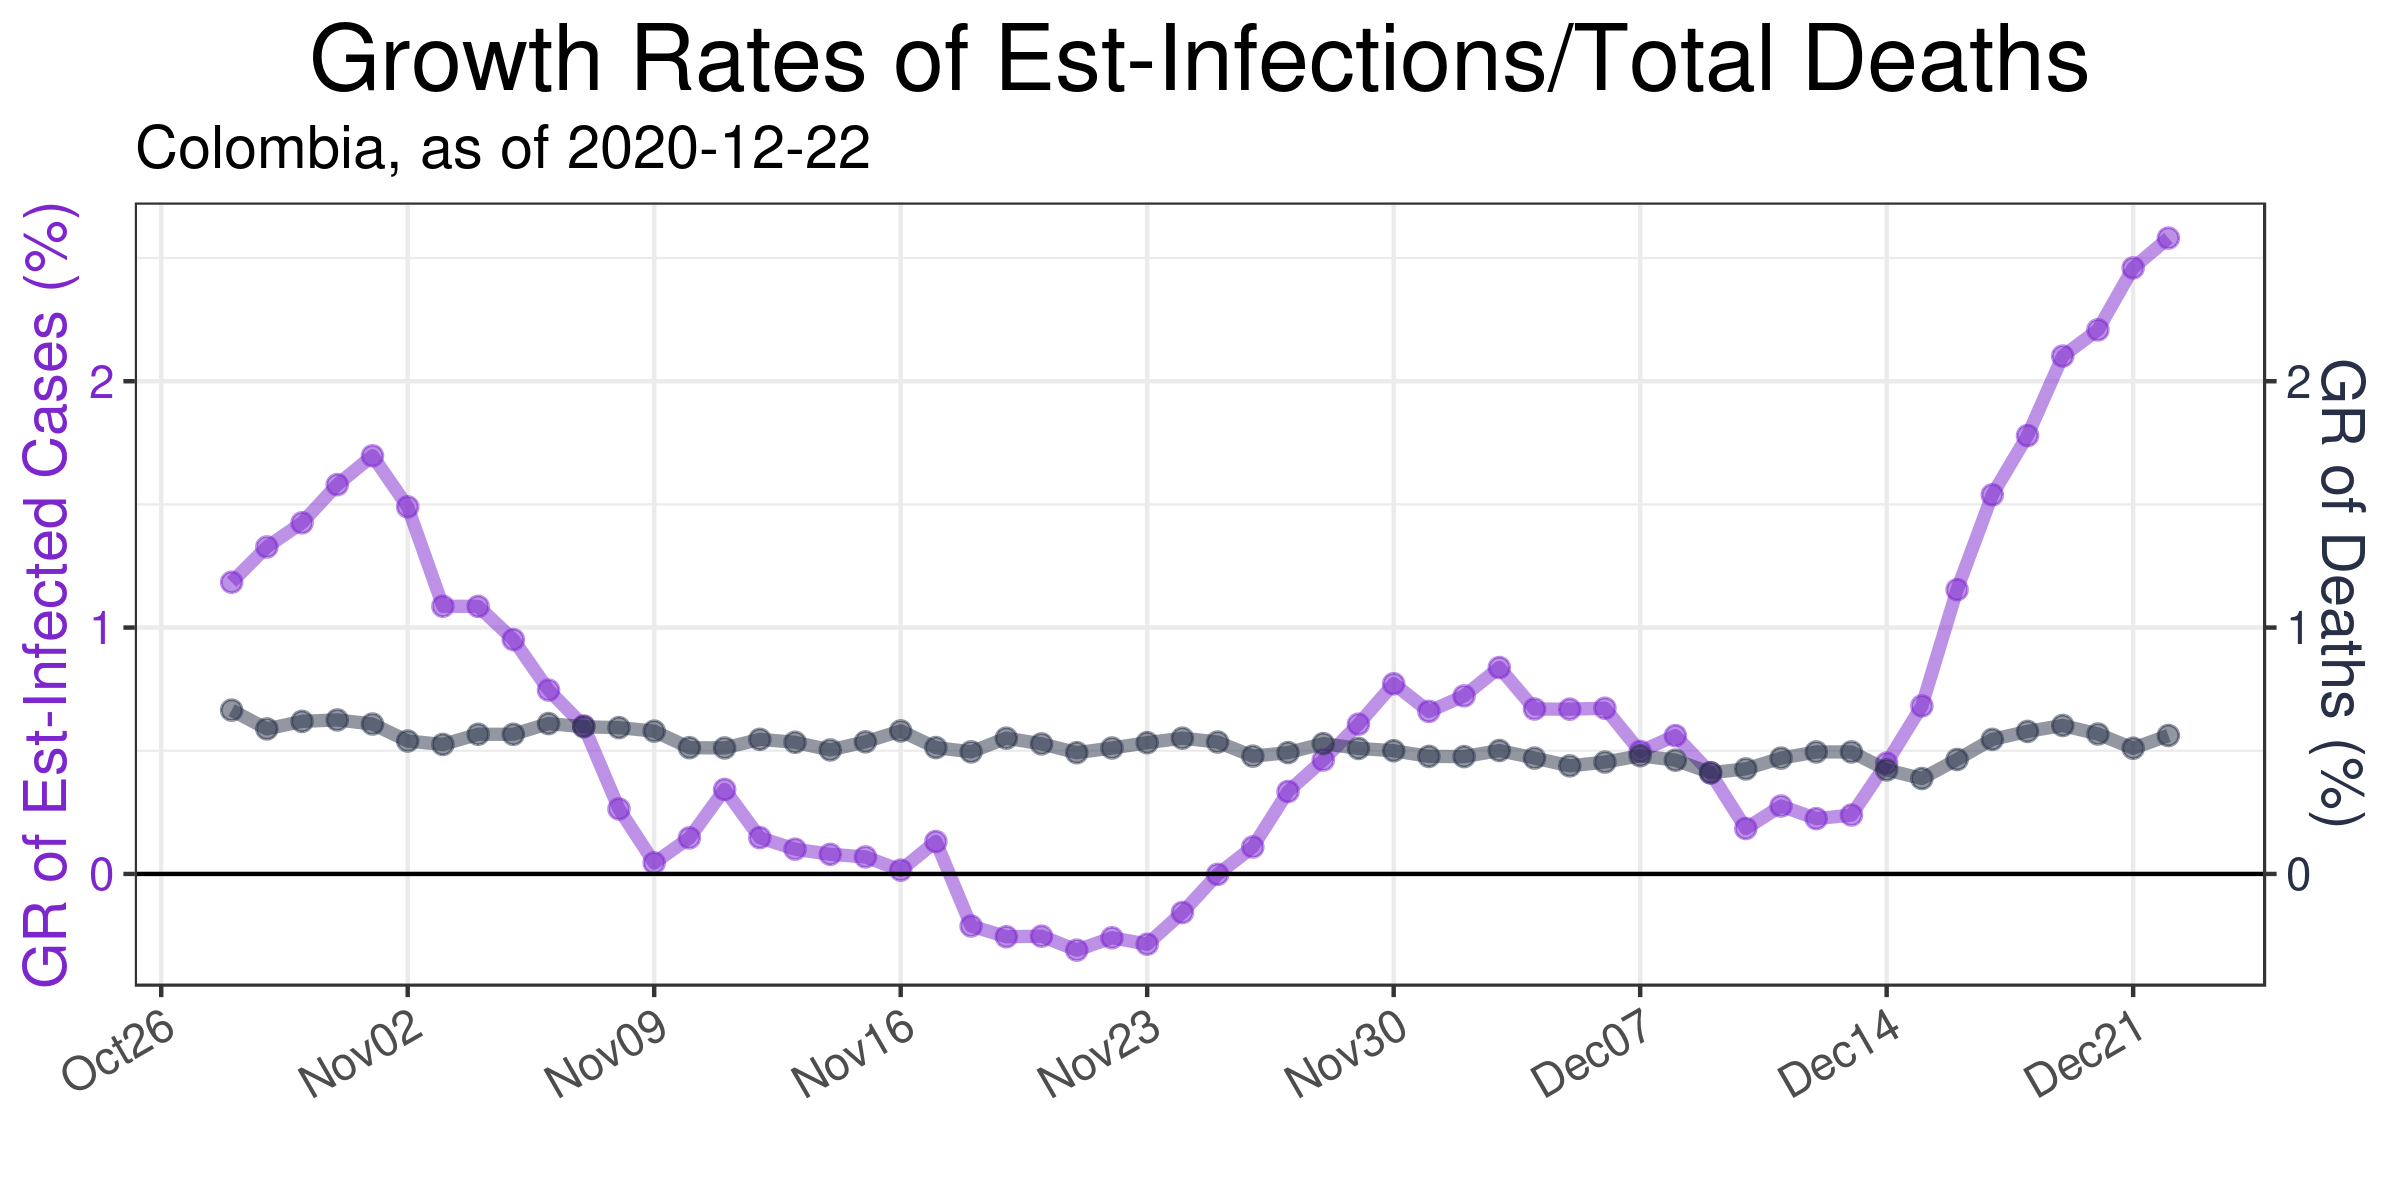 Growth Rates of Est-Infections/Total Deaths
Colombia, as of 2020-12-22
GR of Est-Infected Cases (%)
2
1
0
2
1
0
GR of Deaths (%)
Oct26
Nov02
Nov09
Nov16
Nov23
Nov30
Dec07
Dec14
Dec21